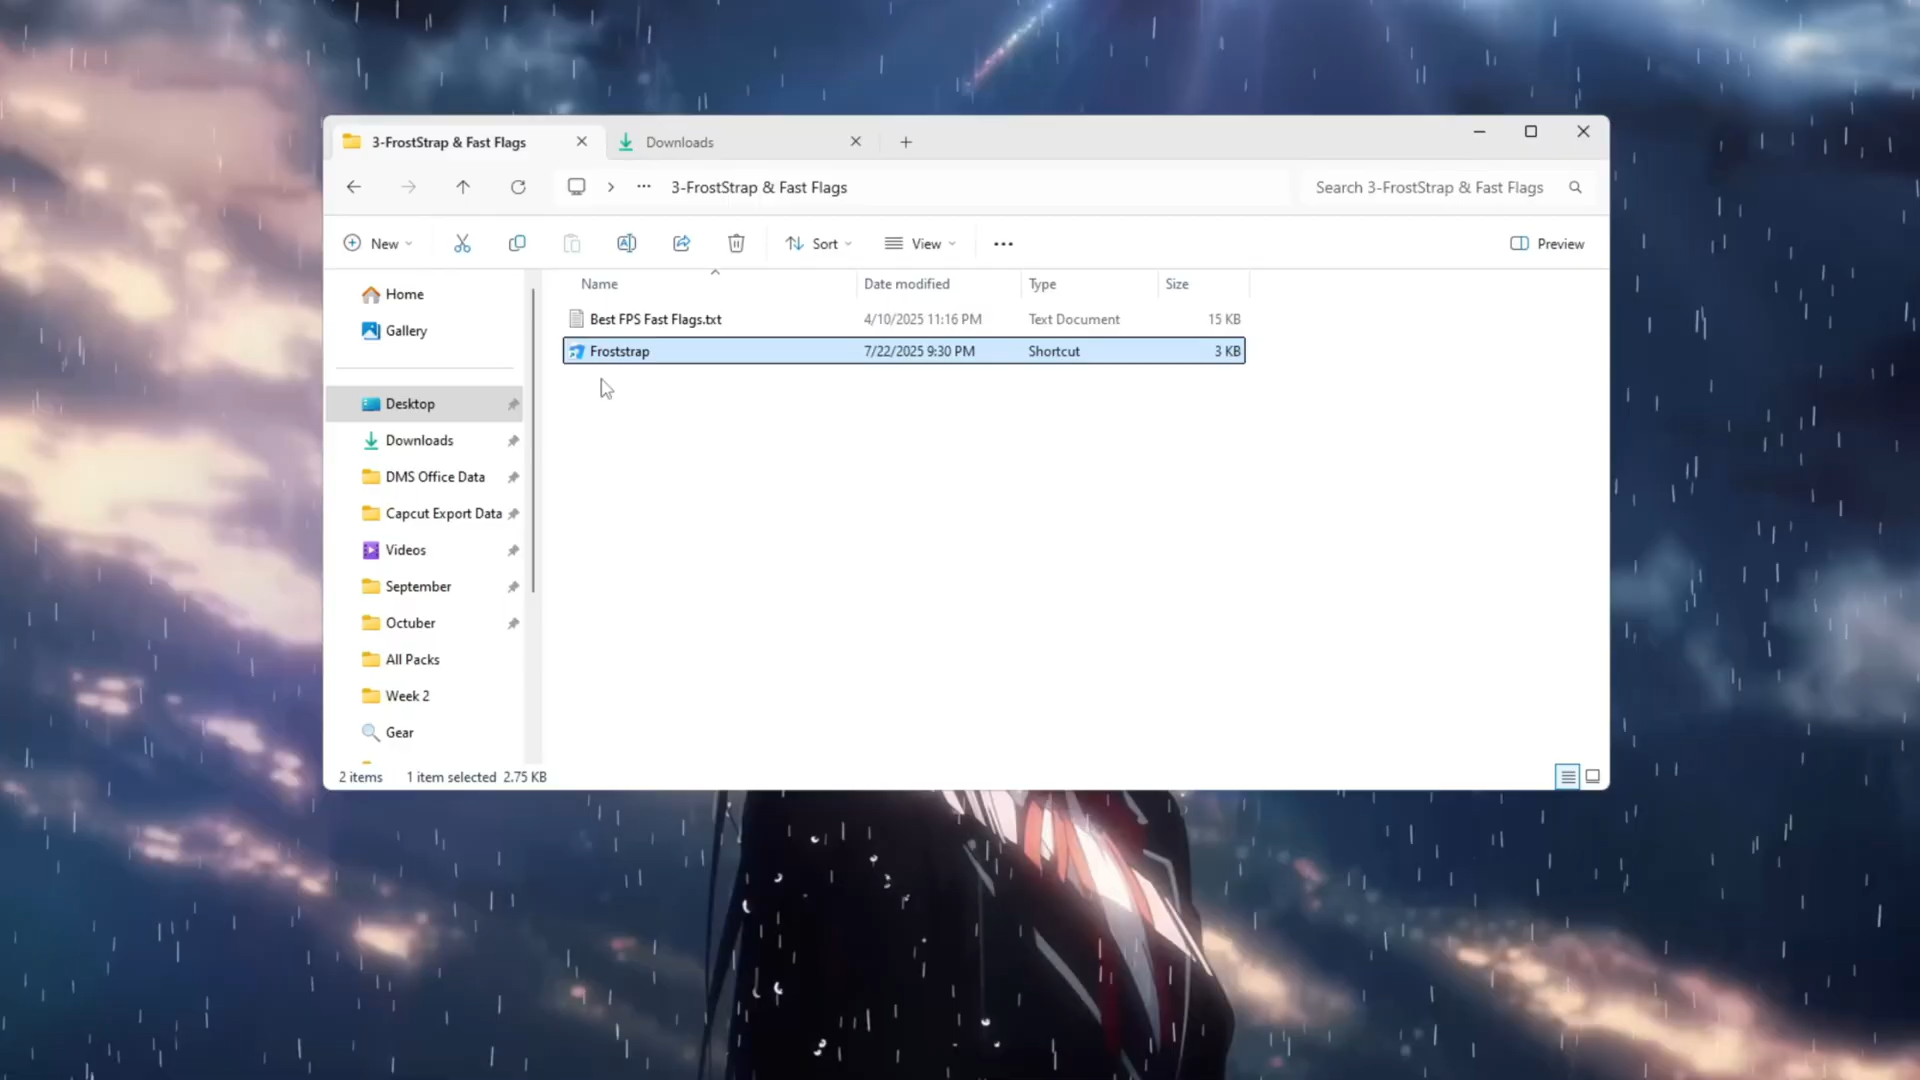 3-FrostStrap & Fast Flags
Downloads
3-FrostStrap & Fast Flags
Search 3-FrostStrap & Fast Flags
New
Sort
View
Preview
Name
Date modified
Type
Size
Best FPS Fast Flags.txt
4/10/2025 11:16 PM
Text Document
15 KB
Froststrap
7/22/2025 9:30 PM
Shortcut
3 KB
Home
Gallery
Desktop
Downloads
DMS Office Data
Capcut Export Data
Videos
September
Octuber
All Packs
Week 2
Gear
2 items
1 item selected 2.75 KB